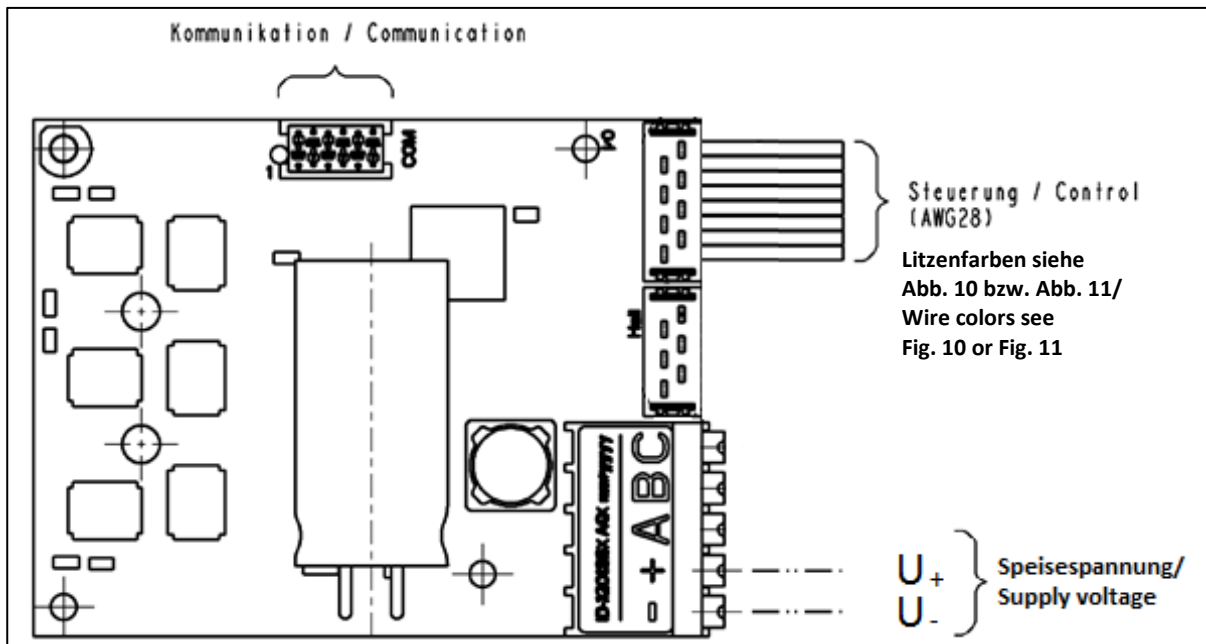 Kommunikation / Communication
1
COM
I/O
Steuerung / Control
(AWG28)
Litzenfarben siehe
Abb. 10 bzw. Abb. 11/
Wire colors see
Fig. 10 or Fig. 11
Hall
- + A B C
U+
U-
Speisespannung/
Supply voltage